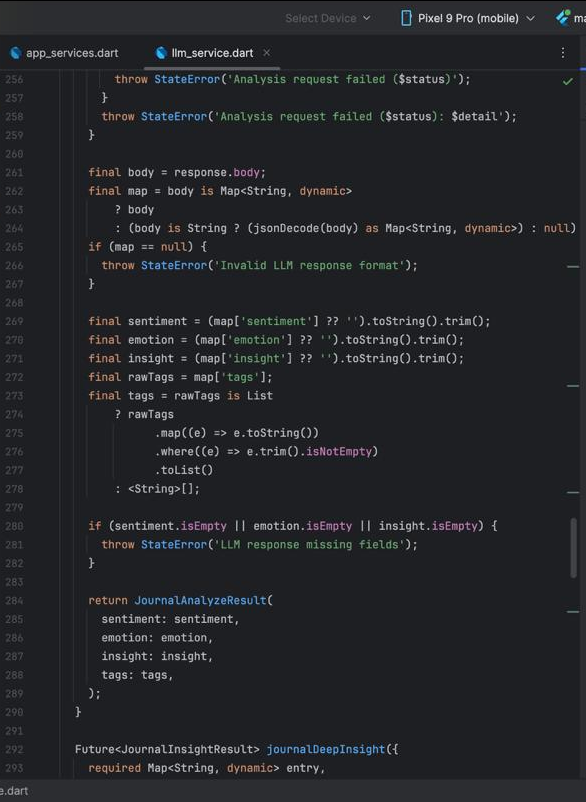 Select Device
Pixel 9 Pro (mobile)
app_services.dart
llm_service.dart ×
256 throw StateError('Analysis request failed ($status)');
257 }
258 throw StateError('Analysis request failed ($status): $detail');
259 }
260
261 final body = response.body;
262 final map = body is Map<String, dynamic>
263 ? body
264 : (body is String ? (jsonDecode(body) as Map<String, dynamic>) : null)
265 if (map == null) {
266 throw StateError('Invalid LLM response format');
267 }
268
269 final sentiment = (map['sentiment'] ?? '').toString().trim();
270 final emotion = (map['emotion'] ?? '').toString().trim();
271 final insight = (map['insight'] ?? '').toString().trim();
272 final rawTags = map['tags'];
273 final tags = rawTags is List
274 ? rawTags
275 .map((e) => e.toString())
276 .where((e) => e.trim().isNotEmpty)
277 .toList()
278 : <String>[];
279
280 if (sentiment.isEmpty || emotion.isEmpty || insight.isEmpty) {
281 throw StateError('LLM response missing fields');
282 }
283
284 return JournalAnalyzeResult(
285 sentiment: sentiment,
286 emotion: emotion,
287 insight: insight,
288 tags: tags,
289 );
290 }
291
292 Future<JournalInsightResult> journalDeepInsight({
293 required Map<String, dynamic> entry,
e.dart